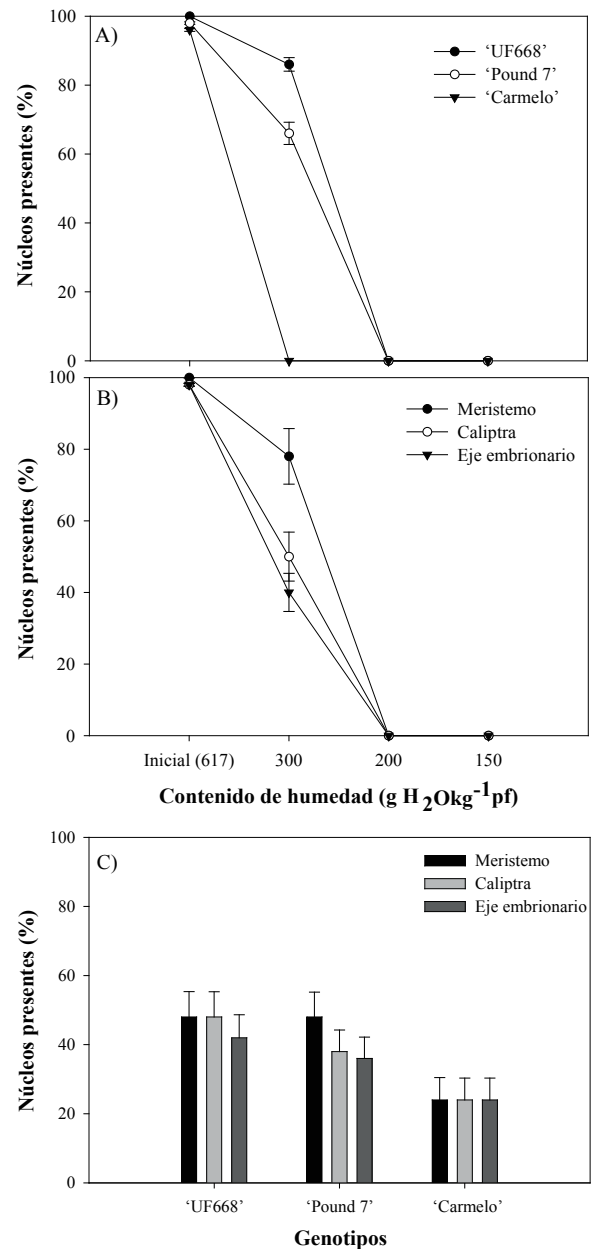 A)
‘UF668’
‘Pound 7’
‘Carmelo’
Núcleos presentes (%)
100
80
60
40
20
0
B)
Meristemo
Caliptra
Eje embrionario
Núcleos presentes (%)
100
80
60
40
20
0
Inicial (617) 300 200 150
Contenido de humedad (g H2Okg-1pf)
C)
Meristemo
Caliptra
Eje embrionario
Núcleos presentes (%)
100
80
60
40
20
0
‘UF668’ ‘Pound 7’ ‘Carmelo’
Genotipos